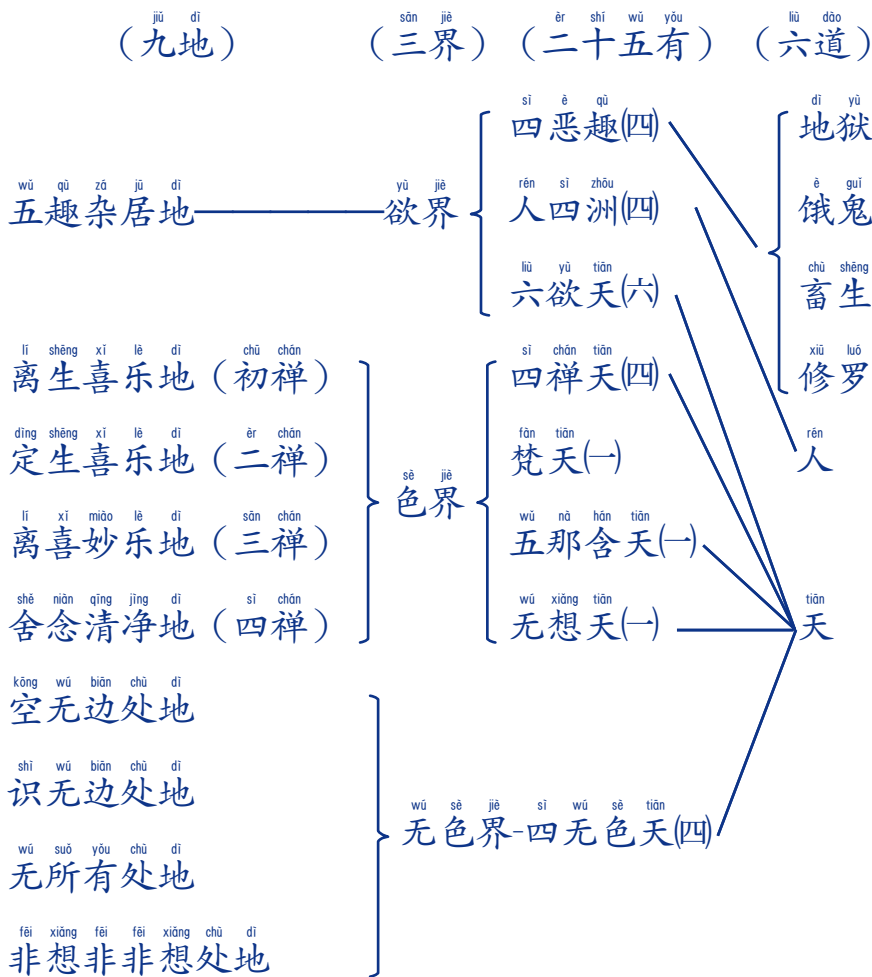 jiǔ dì sān jiè èr shí wǔ yǒu liù dào
（九地） （三界） （二十五有） （六道）
sì è qù dì yù
四恶趣(四) 地狱
wǔ qù zá jū dì yù jiè rén sì zhōu è guǐ
五趣杂居地 欲界 人四洲(四) 饿鬼
liù yù tiān chù shēng
六欲天(六) 畜生
lí shēng xǐ lè dì chū chán sì chán tiān xiū luó
离生喜乐地（初禅） 四禅天(四) 修罗
dìng shēng xǐ lè dì èr chán fàn tiān rén
定生喜乐地（二禅） 梵天(一) 人
sè jiè
色界
lí xǐ miào lè dì sān chán wǔ nà hán tiān
离喜妙乐地（三禅） 五那含天(一)
shě niàn qīng jìng dì sì chán wú xiǎng tiān tiān
舍念清净地（四禅） 无想天(一) 天
kōng wú biān chù dì
空无边处地
shí wú biān chù dì
识无边处地
wú sè jiè sì wú sè tiān
无色界-四无色天(四)
wú suǒ yǒu chù dì
无所有处地
fēi xiǎng fēi fēi xiǎng chù dì
非想非非想处地